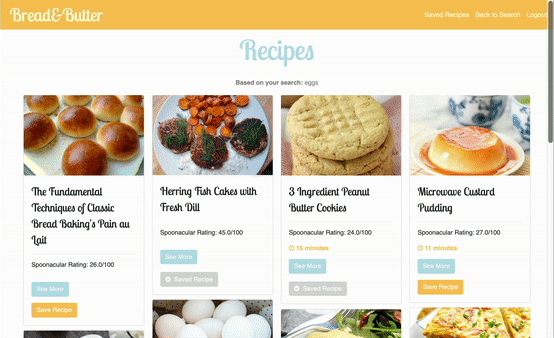 Bread&Butter
Saved Recipes Back to Search Logout
Recipes
Based on your search: eggs
The Fundamental
Techniques of Classic
Bread Baking's Pain au
Lait
Spoonacular Rating: 26.0/100
See More
Save Recipe
Herring Fish Cakes with
Fresh Dill
Spoonacular Rating: 45.0/100
See More
Saved Recipe
3 Ingredient Peanut
Butter Cookies
Spoonacular Rating: 24.0/100
15 minutes
See More
Saved Recipe
Microwave Custard
Pudding
Spoonacular Rating: 27.0/100
11 minutes
See More
Save Recipe